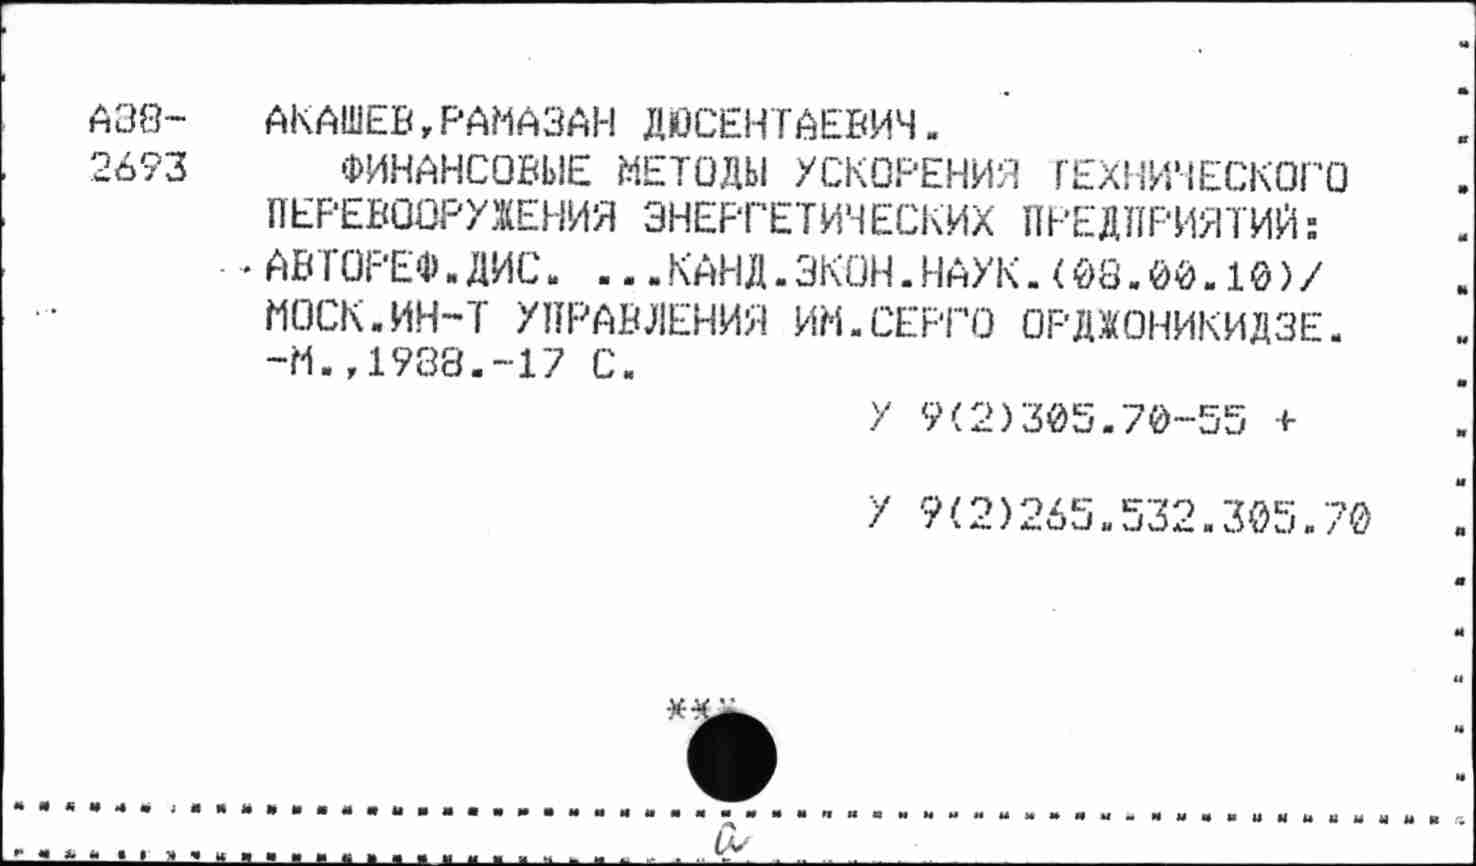 А88- АКАШЕВ,РАМАЗАН ДЮСЕНТАЕВИЧ.
2693 ФИНАНСОВЫЕ МЕТОДЫ УСКОРЕНИЯ ТЕХНИЧЕСКОГО
ПЕРЕВООРУЖЕНИЯ ЭНЕРГЕТИЧЕСКИХ ПРЕДПРИЯТИЙ:
АВТОРЕФ.ДИС. ...КАНД.ЭКОН.НАУК.(08.00.10)/
МОСК.ИН-Т УПРАВЛЕНИЯ ИМ.СЕРГО ОРДЖОНИКИДЗЕ.
-М.,1988.-17 С.
У 9(2)305.70-55 +
У 9(2)265.532.305.70
***
а